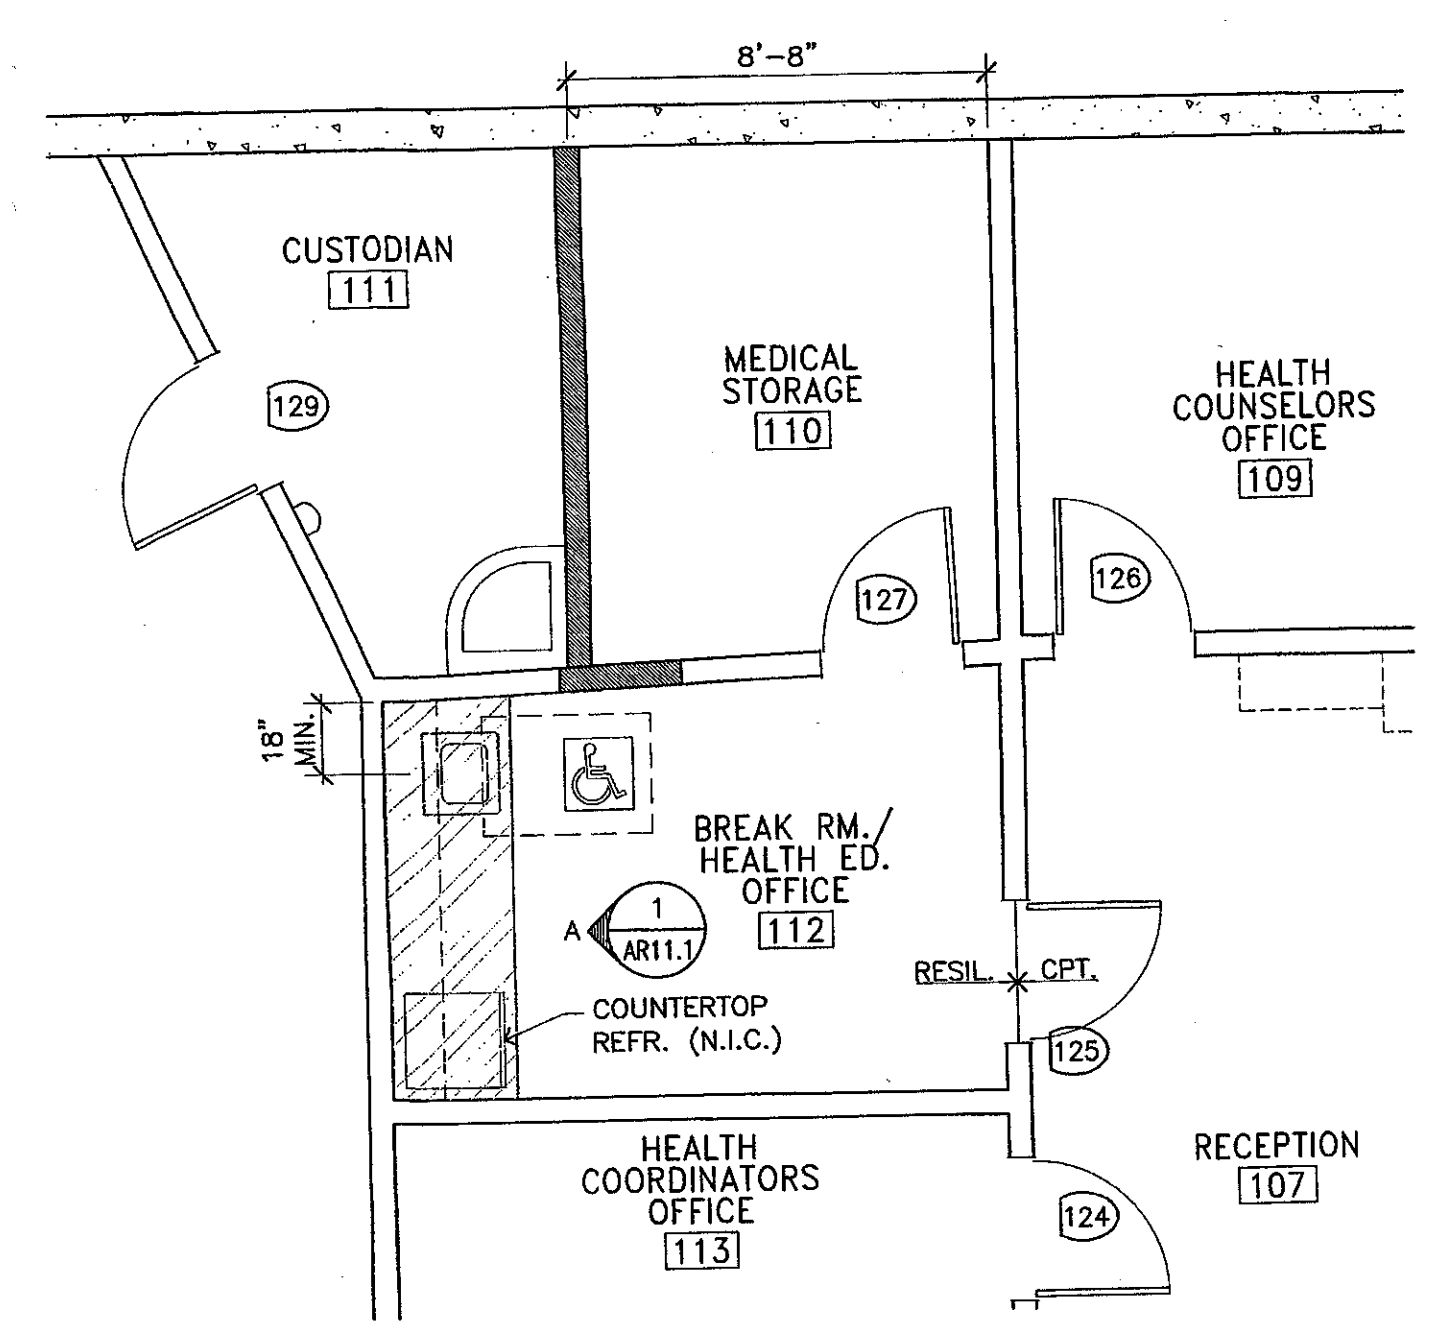 8'-8"
CUSTODIAN
111
129
MEDICAL
STORAGE
110
HEALTH
COUNSELORS
OFFICE
109
127
126
18"
MIN.
BREAK RM./
HEALTH ED.
OFFICE
112
A
1
AR11.1
RESIL.
CPT.
COUNTERTOP
REFR. (N.I.C.)
125
HEALTH
COORDINATORS
OFFICE
113
RECEPTION
107
124